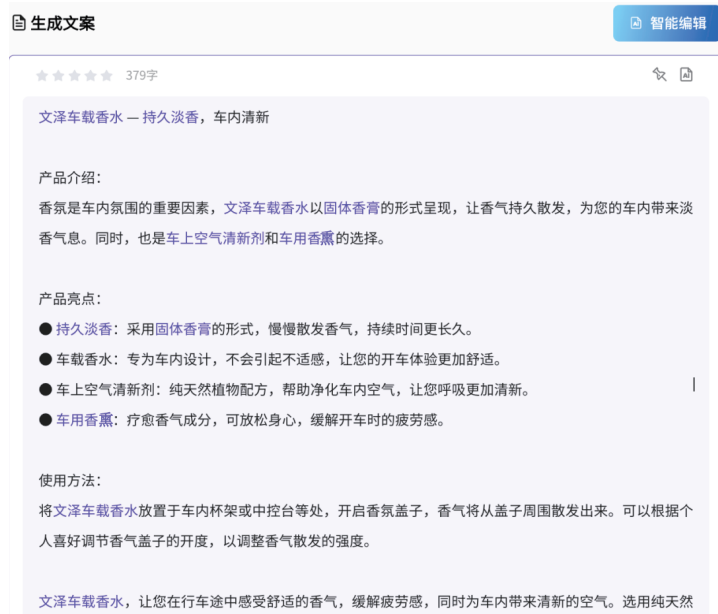 生成文案
智能编辑
379字
文泽车载香水 — 持久淡香，车内清新
产品介绍：
香氛是车内氛围的重要因素，文泽车载香水以固体香膏的形式呈现，让香气持久散发，为您的车内带来淡
香气息。同时，也是车上空气清新剂和车用香熏的选择。
产品亮点：
● 持久淡香：采用固体香膏的形式，慢慢散发香气，持续时间更长久。
● 车载香水：专为车内设计，不会引起不适感，让您的开车体验更加舒适。
● 车上空气清新剂：纯天然植物配方，帮助净化车内空气，让您呼吸更加清新。
● 车用香熏：疗愈香气成分，可放松身心，缓解开车时的疲劳感。
使用方法：
将文泽车载香水放置于车内杯架或中控台等处，开启香氛盖子，香气将从盖子周围散发出来。可以根据个
人喜好调节香气盖子的开度，以调整香气散发的强度。
文泽车载香水，让您在行车途中感受舒适的香气，缓解疲劳感，同时为车内带来清新的空气。选用纯天然